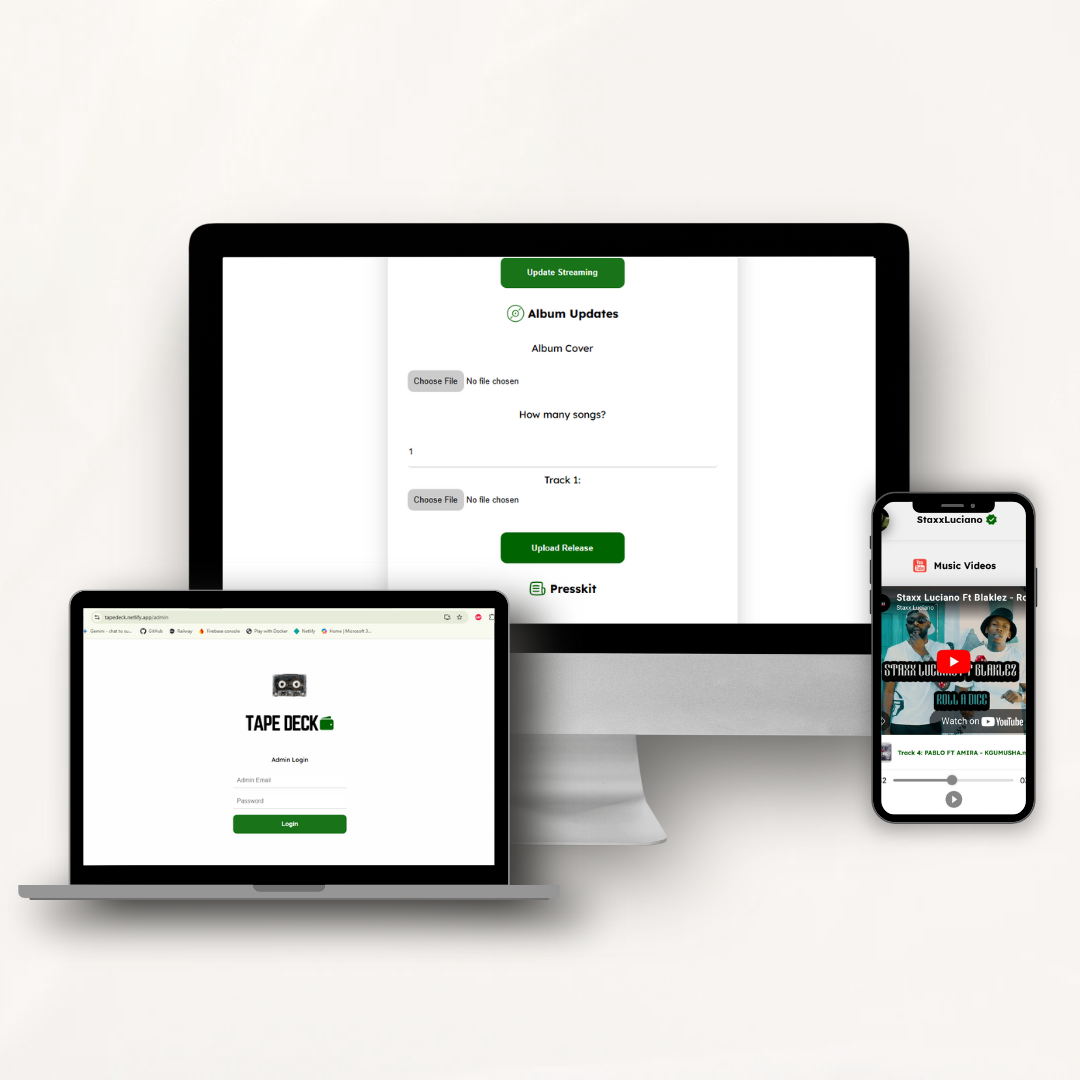 Update Streaming
Album Updates
Album Cover
Choose File No file chosen
How many songs?
1
Track 1:
Choose File No file chosen
Upload Release
Presskit
tapedeck.netlify.app/admin
Gemini - chat to su...
GitHub
Railway
Firebase console
Play with Docker
Netlify
Home | Microsoft 3...
TAPE DECK
Admin Login
Admin Email
Password
Login
StaxxLuciano
Music Videos
Staxx Luciano Ft Blaklez - Ro
Staxx Luciano
STAXX LUCIANO FT BLAKLEZ
ROLL A DICE
Watch on YouTube
Track 4: PABLO FT AMIRA - KGUMUSHA.m